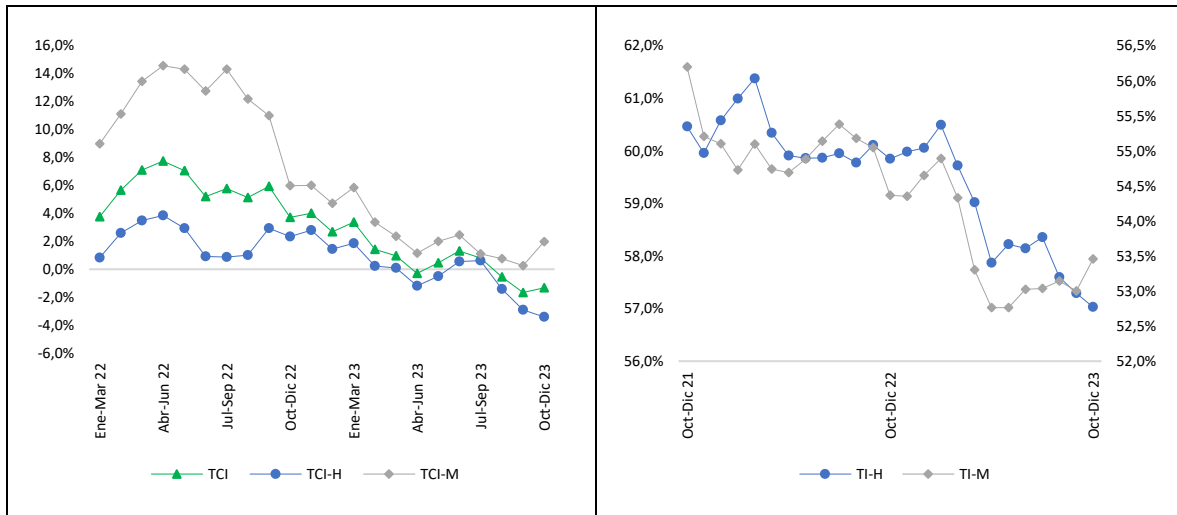 16,0%
14,0%
12,0%
10,0%
8,0%
6,0%
4,0%
2,0%
0,0%
-2,0%
-4,0%
-6,0%
Ene-Mar 22
Abr-Jun 22
Jul-Sep 22
Oct-Dic 22
Ene-Mar 23
Abr-Jun 23
Jul-Sep 23
Oct-Dic 23
TCI TCI-H TCI-M
62,0%
61,0%
60,0%
59,0%
58,0%
57,0%
56,0%
56,5%
56,0%
55,5%
55,0%
54,5%
54,0%
53,5%
53,0%
52,5%
52,0%
Oct-Dic 21
Oct-Dic 22
Oct-Dic 23
TI-H TI-M